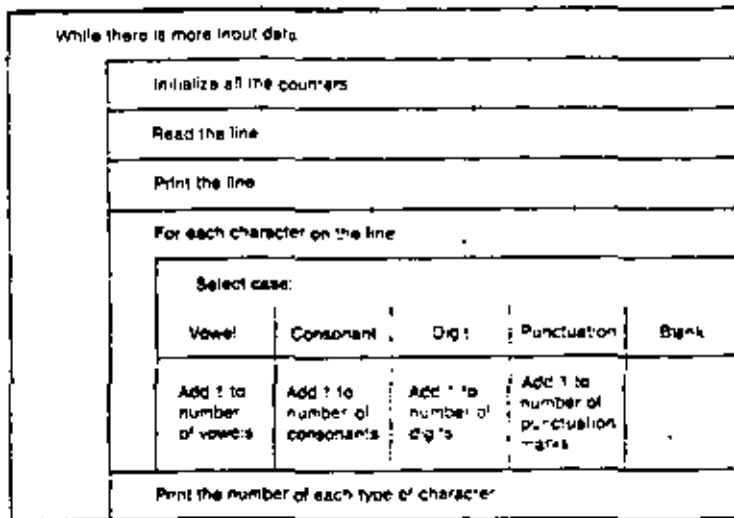 While there is more input data
Initialize all the counters
Read the line
Print the line
For each character on the line
Select case:
Vowel Consonant Digit Punctuation Blank
Add 1 to number of vowels
Add 1 to number of consonants
Add 1 to number of digits
Add 1 to number of punctuation marks
Print the number of each type of character